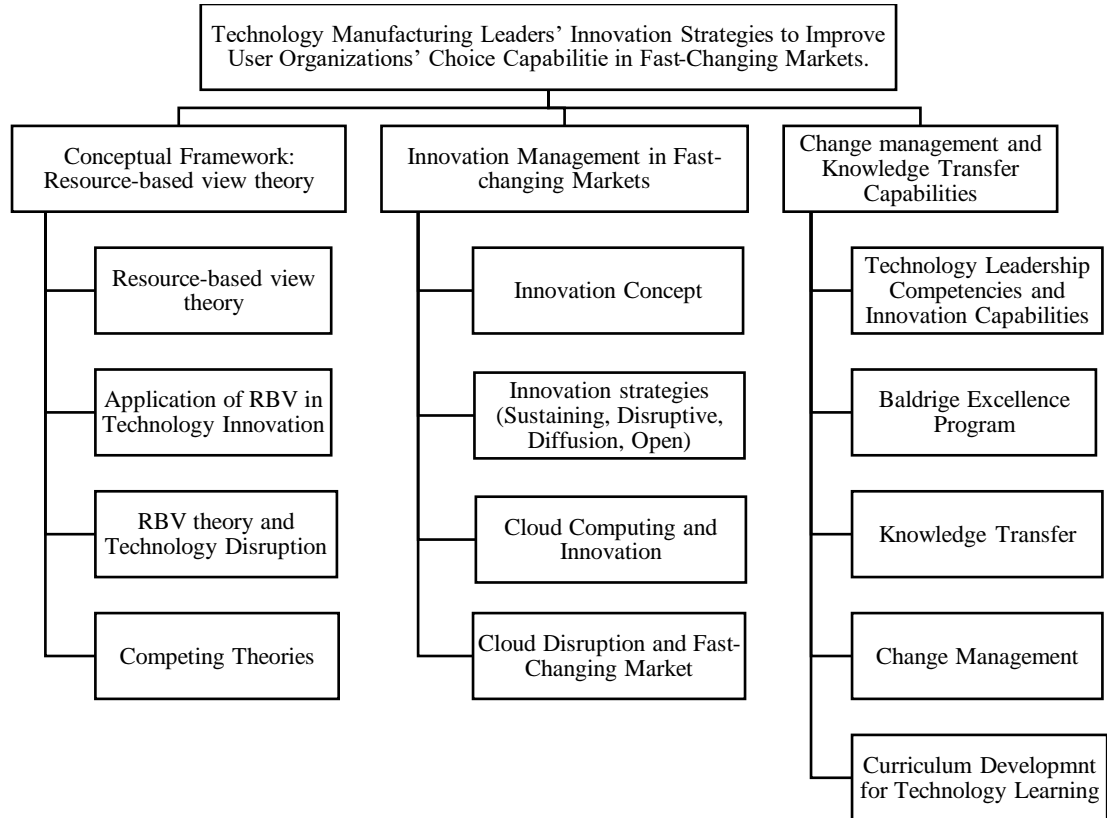 Technology Manufacturing Leaders’ Innovation Strategies to Improve
User Organizations’ Choice Capabilitie in Fast-Changing Markets.
Conceptual Framework:
Resource-based view theory
Resource-based view
theory
Application of RBV in
Technology Innovation
RBV theory and
Technology Disruption
Competing Theories
Innovation Management in Fast-
changing Markets
Innovation Concept
Innovation strategies
(Sustaining, Disruptive,
Diffusion, Open)
Cloud Computing and
Innovation
Cloud Disruption and Fast-
Changing Market
Change management and
Knowledge Transfer
Capabilities
Technology Leadership
Competencies and
Innovation Capabilities
Baldrige Excellence
Program
Knowledge Transfer
Change Management
Curriculum Developmnt
for Technology Learning